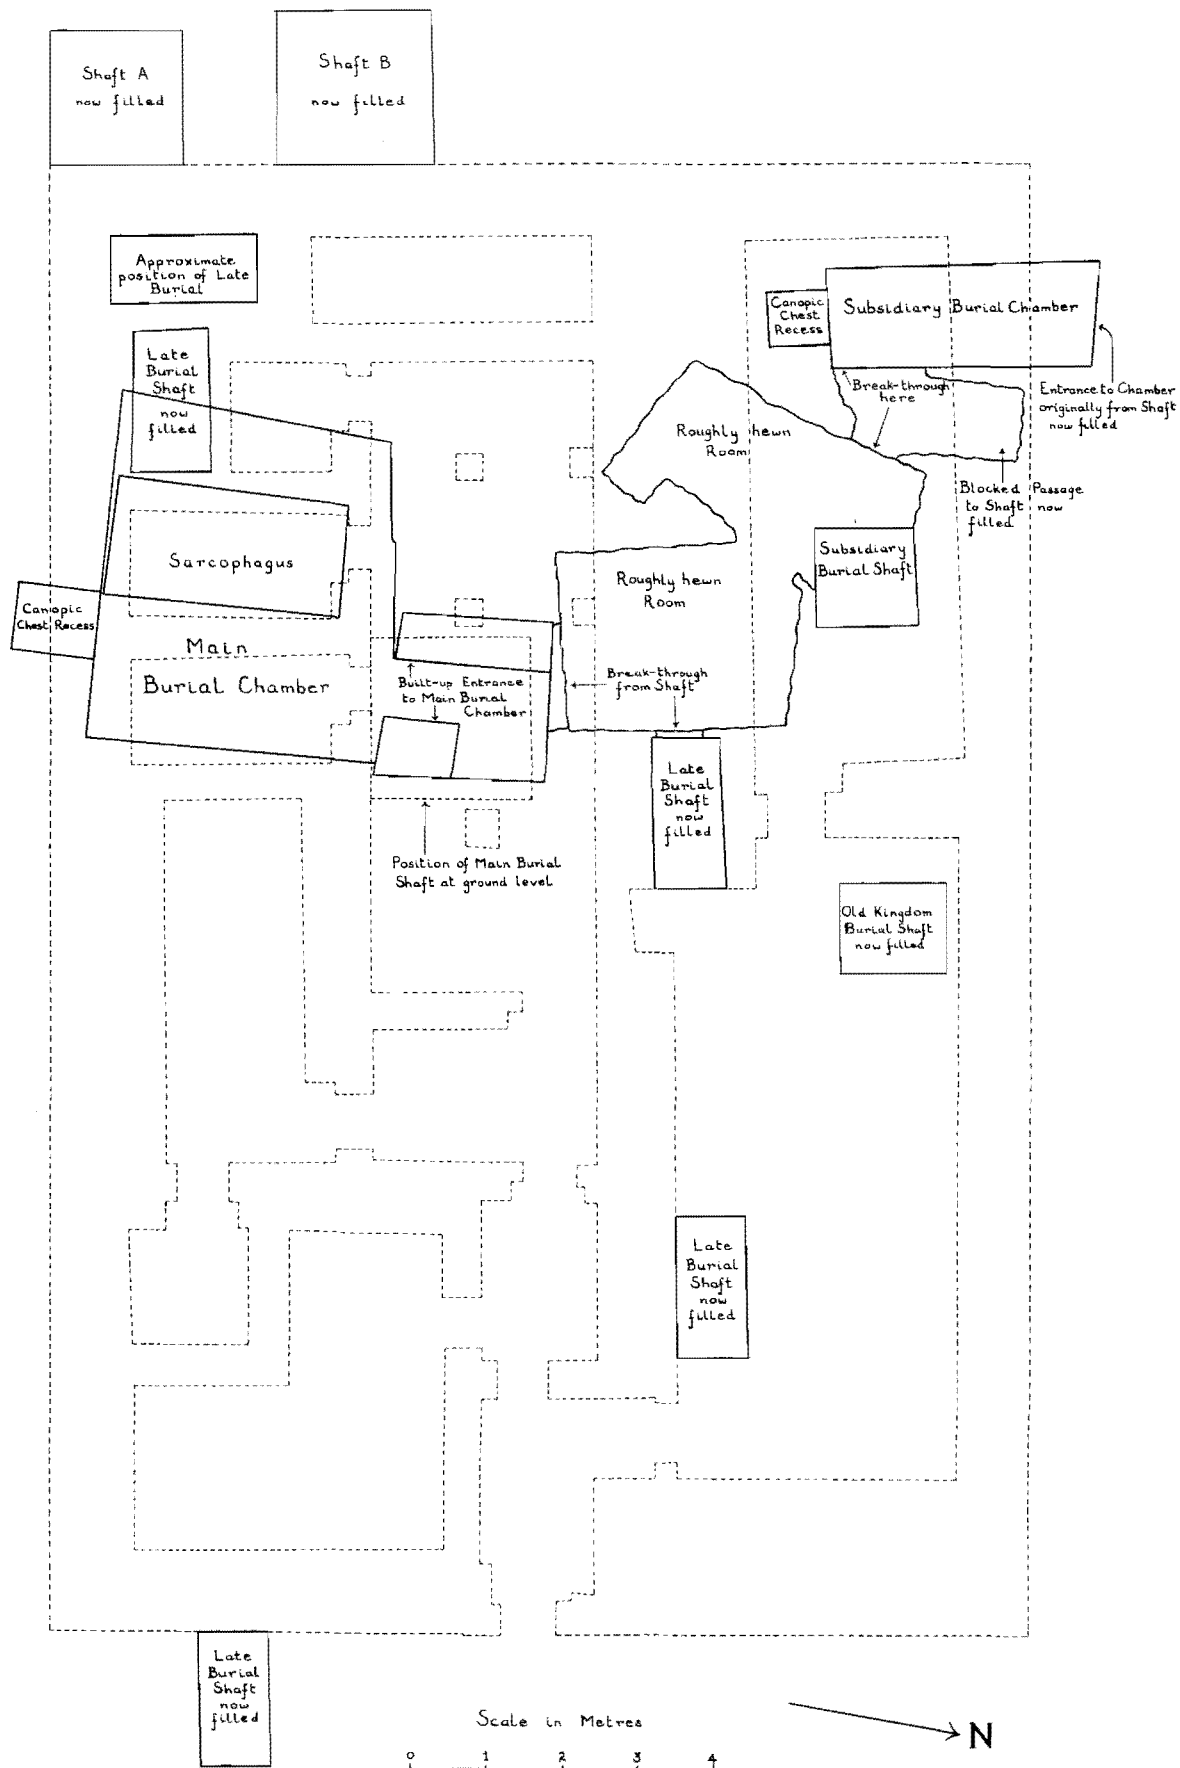 Shaft A
now filled
Shaft B
now filled
Approximate
position of Late
Burial
Late
Burial
Shaft
now
filled
Canopic
Chest
Recess
Subsidiary Burial Chamber
Break-through
here
Entrance to Chamber
originally from Shaft
now filled
Roughly hewn
Room
Blocked Passage
to Shaft now
filled
Sarcophagus
Subsidiary
Burial Shaft
Roughly hewn
Room
Canopic
Chest Recess
Main
Burial Chamber
Built-up Entrance
to Main Burial
Chamber
Break-through
from Shaft
Late
Burial
Shaft
now
filled
Position of Main Burial
Shaft at ground level
Old Kingdom
Burial Shaft
now filled
Late
Burial
Shaft
now
filled
Late
Burial
Shaft
now
filled
Scale in Metres
0 1 2 3 4
N